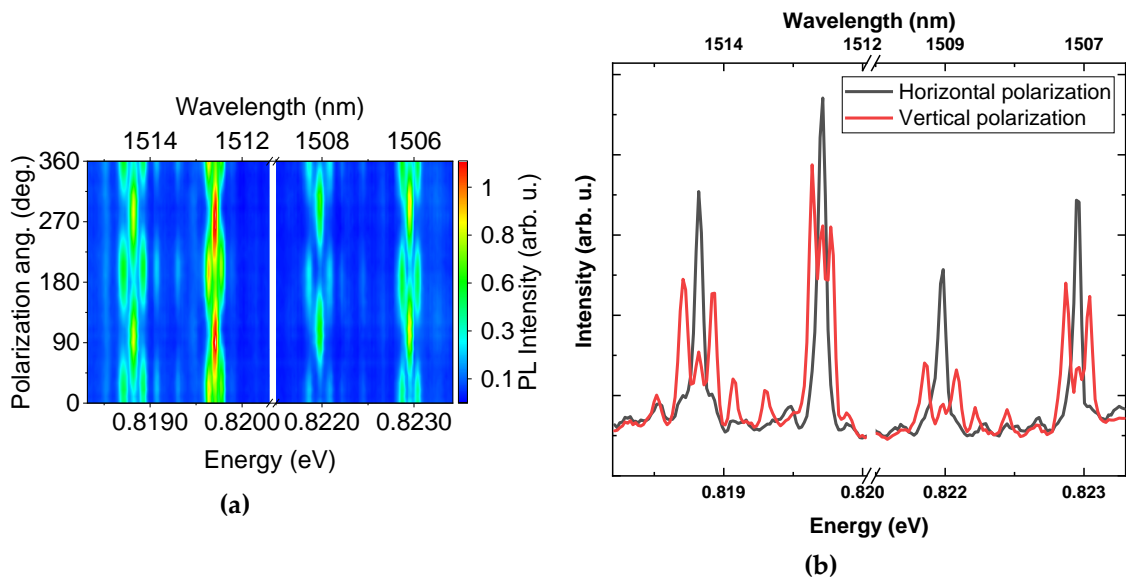 Wavelength (nm)
1514 1512 1508 1506
Polarization ang. (deg.)
360
270
180
90
0
0.8190 0.8200 0.8220 0.8230
Energy (eV)
1
0.8
0.6
0.3
0.1
PL Intensity (arb. u.)
(a)
Wavelength (nm)
1514 1512 1509 1507
Horizontal polarization
Vertical polarization
Intensity (arb. u.)
0.819 0.820 0.822 0.823
Energy (eV)
(b)